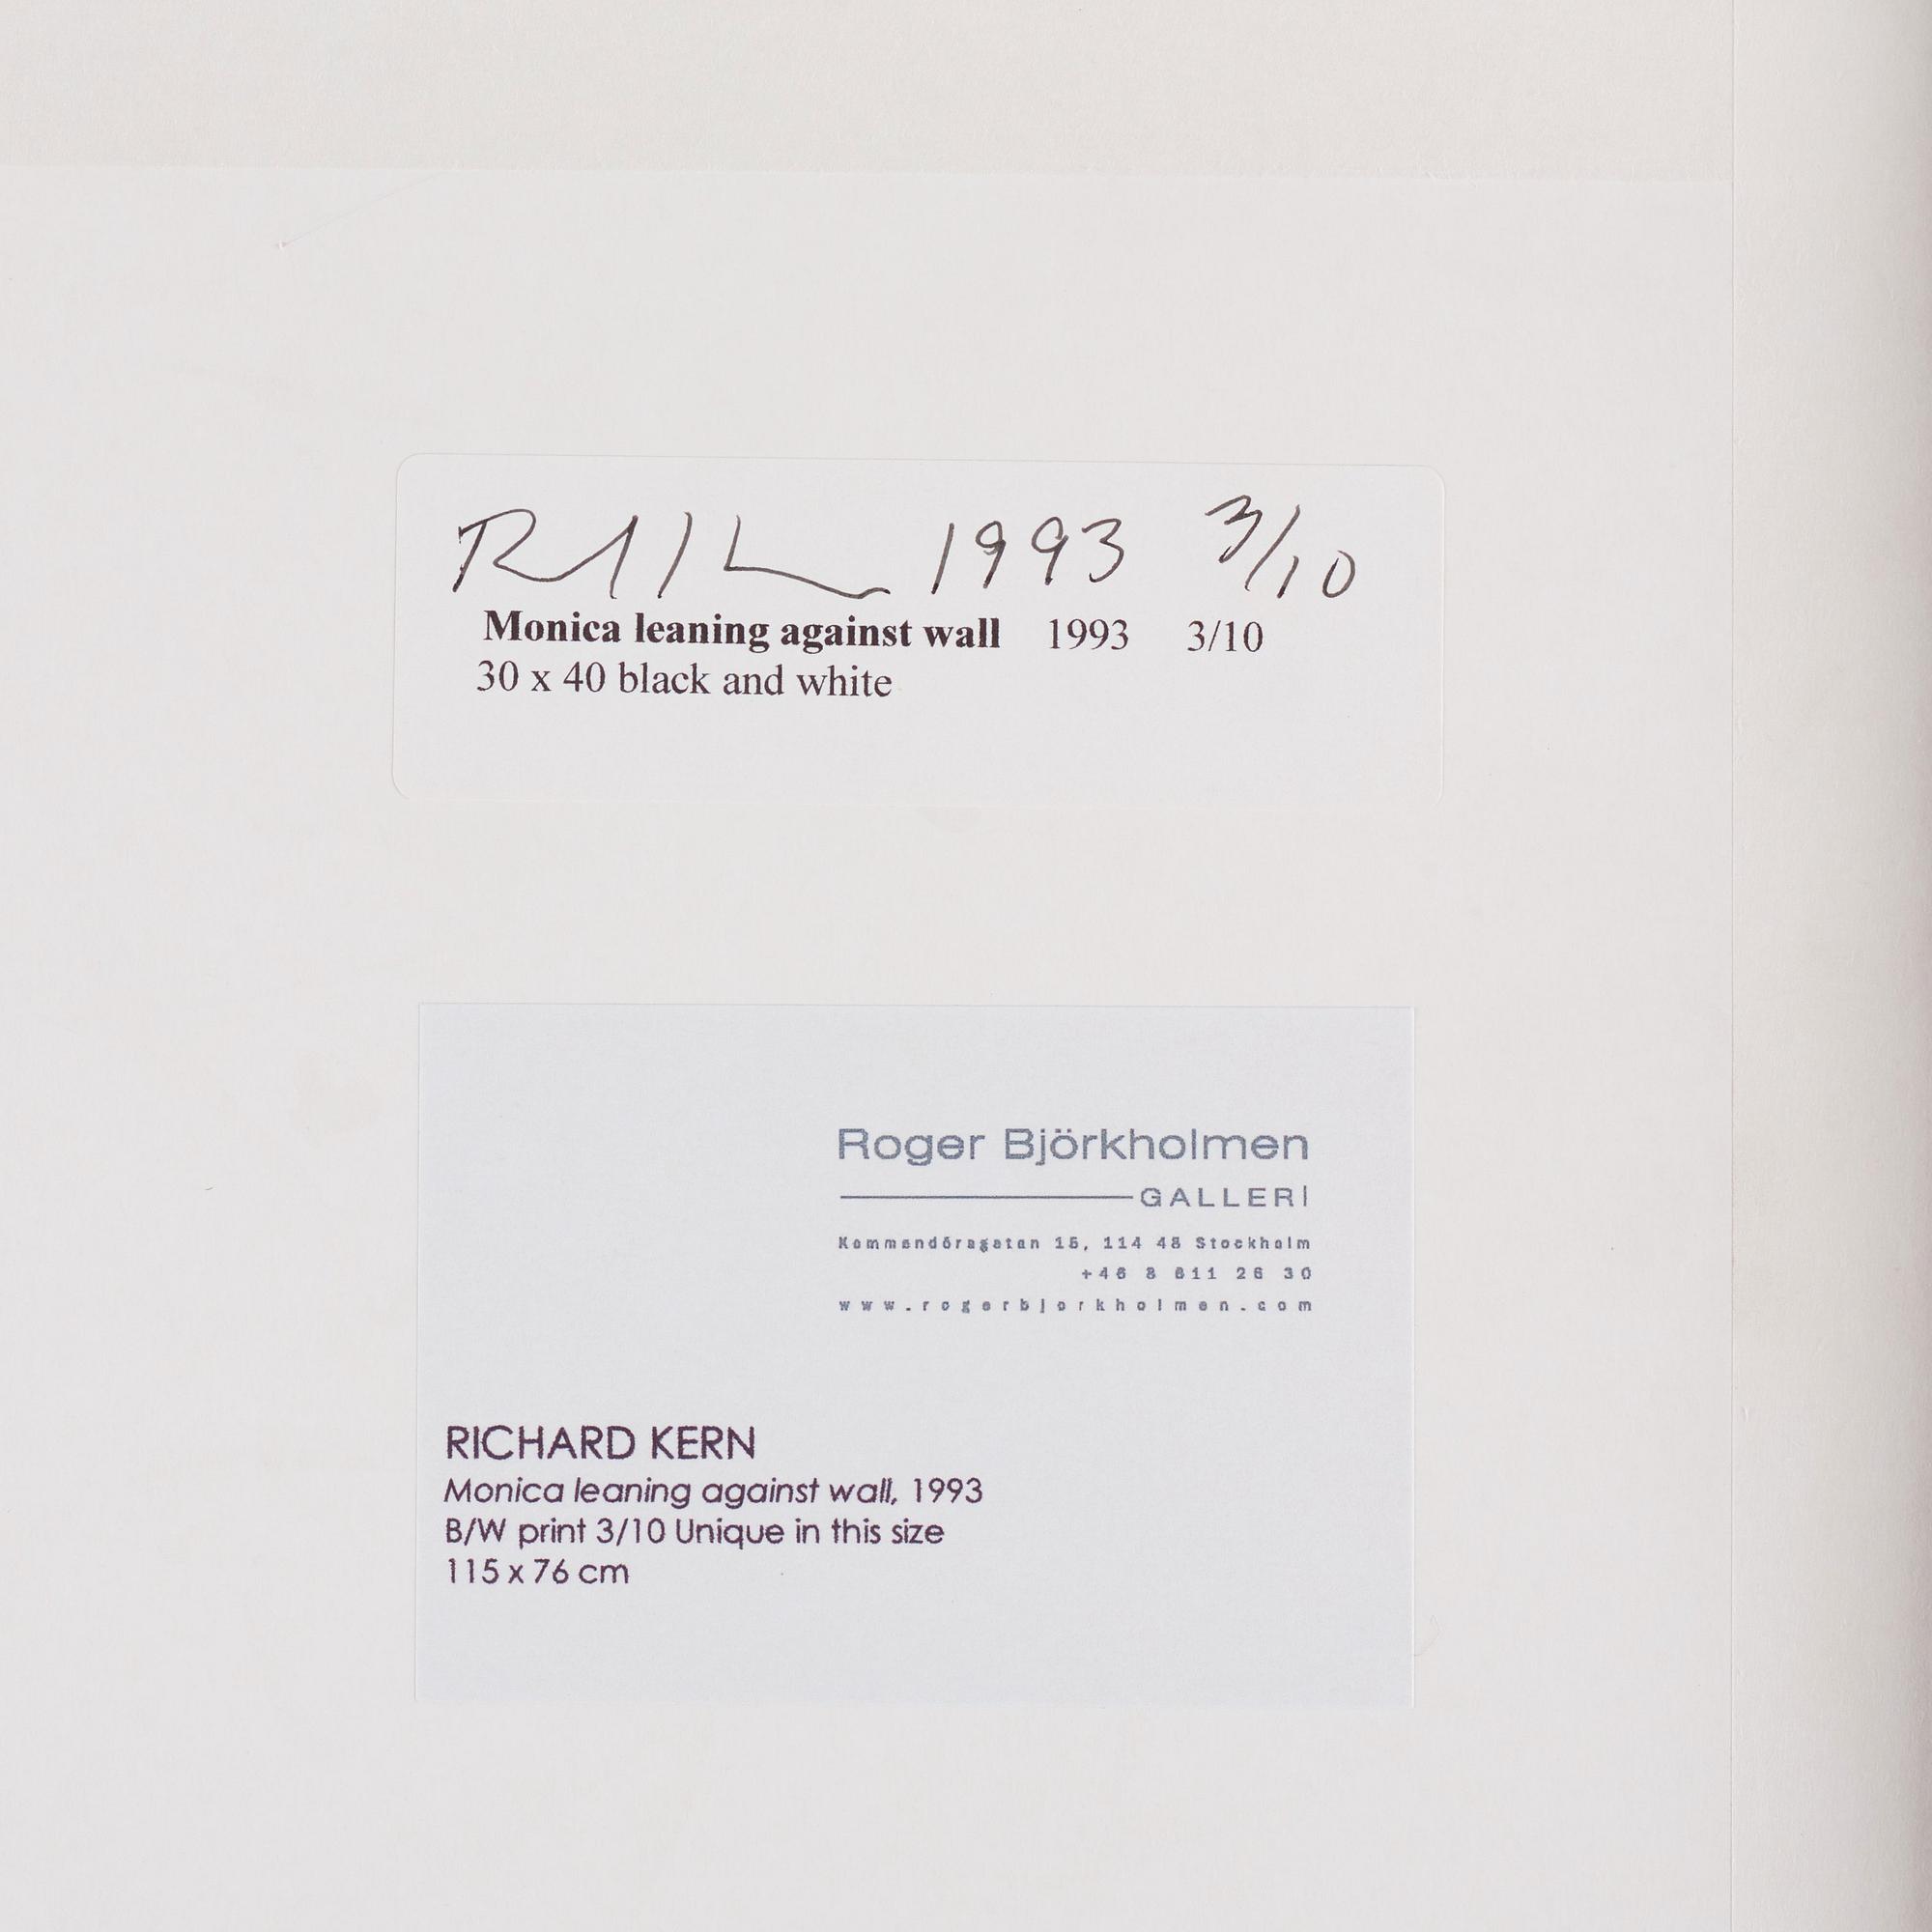 1993 3/10
Monica leaning against wall 1993 3/10
30 x 40 black and white
Roger Björkholmen
GALLERI
Kommendörsgatan 15, 114 48 Stockholm
+46 8 611 26 30
www.rogerbjorkholmen.com
RICHARD KERN
Monica leaning against wall, 1993
B/W print 3/10 Unique in this size
115 x 76 cm